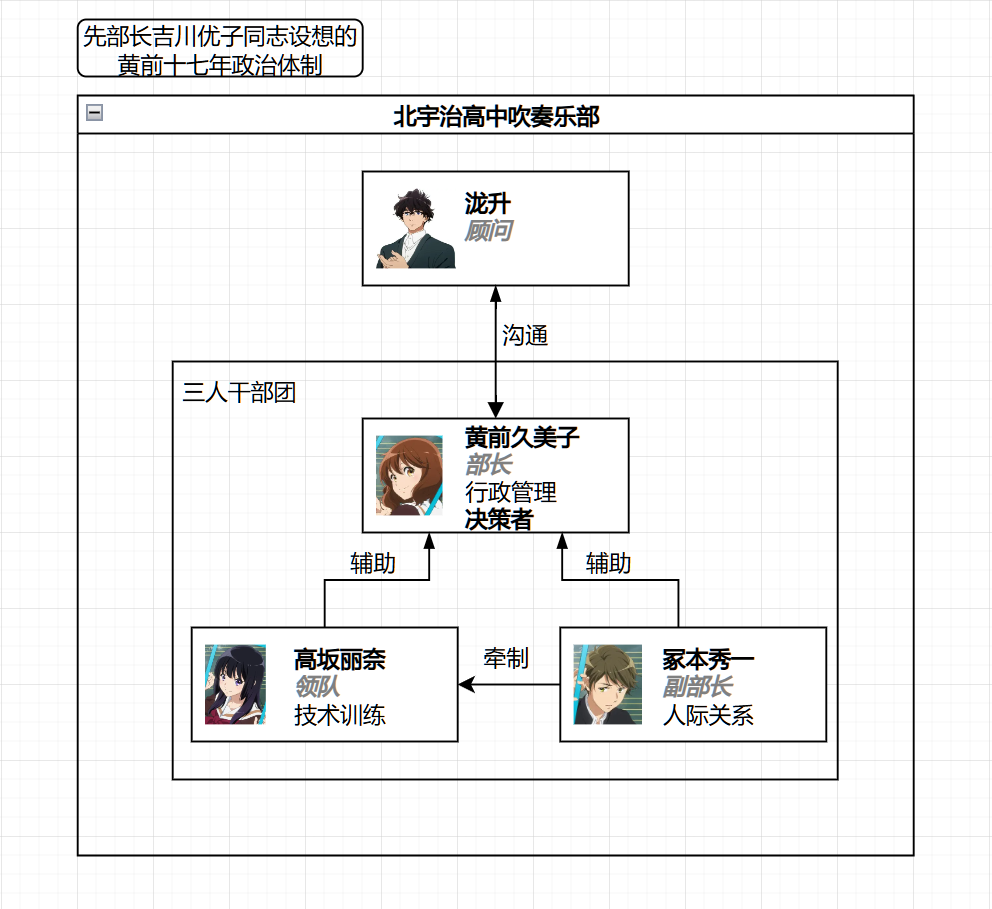 先部长吉川优子同志设想的
黄前十七年政治体制
北宇治高中吹奏乐部
泷升
顾问
沟通
三人干部团
黄前久美子
部长
行政管理
决策者
辅助
辅助
高坂丽奈
领队
技术训练
牵制
冢本秀一
副部长
人际关系